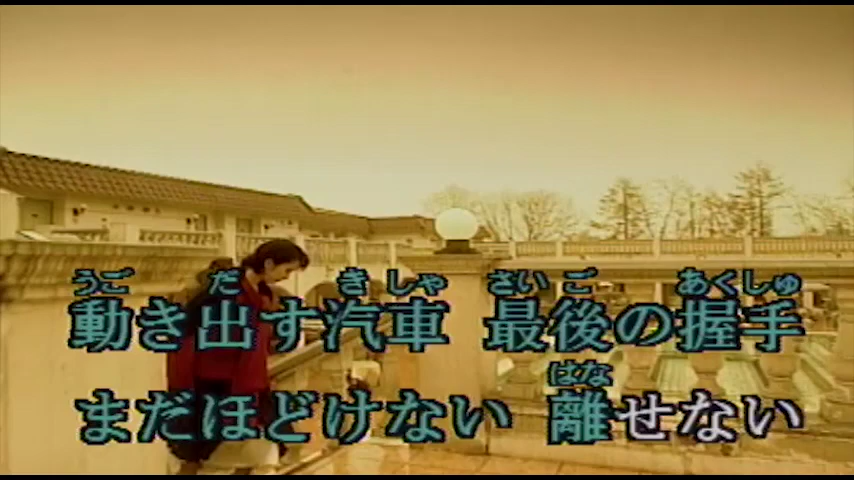 うご だ きしゃ さいご あくしゅ
動き出す汽車 最後の握手
はな
まだほどけない 離せない